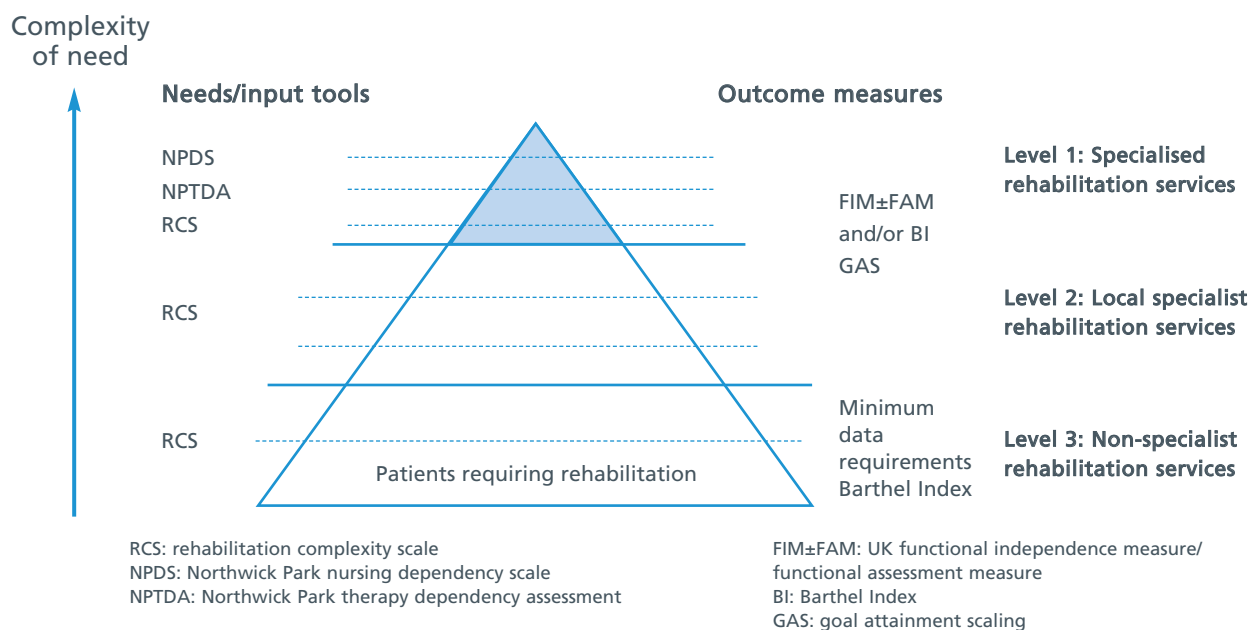 Complexity
of need
Needs/input tools
Outcome measures
NPDS
NPTDA
RCS
FIM±FAM
and/or BI
GAS
Level 1: Specialised
rehabilitation services
RCS
Level 2: Local specialist
rehabilitation services
RCS
Minimum
data
requirements
Barthel Index
Level 3: Non-specialist
rehabilitation services
Patients requiring rehabilitation
RCS: rehabilitation complexity scale
NPDS: Northwick Park nursing dependency scale
NPTDA: Northwick Park therapy dependency assessment
FIM±FAM: UK functional independence measure/
functional assessment measure
BI: Barthel Index
GAS: goal attainment scaling